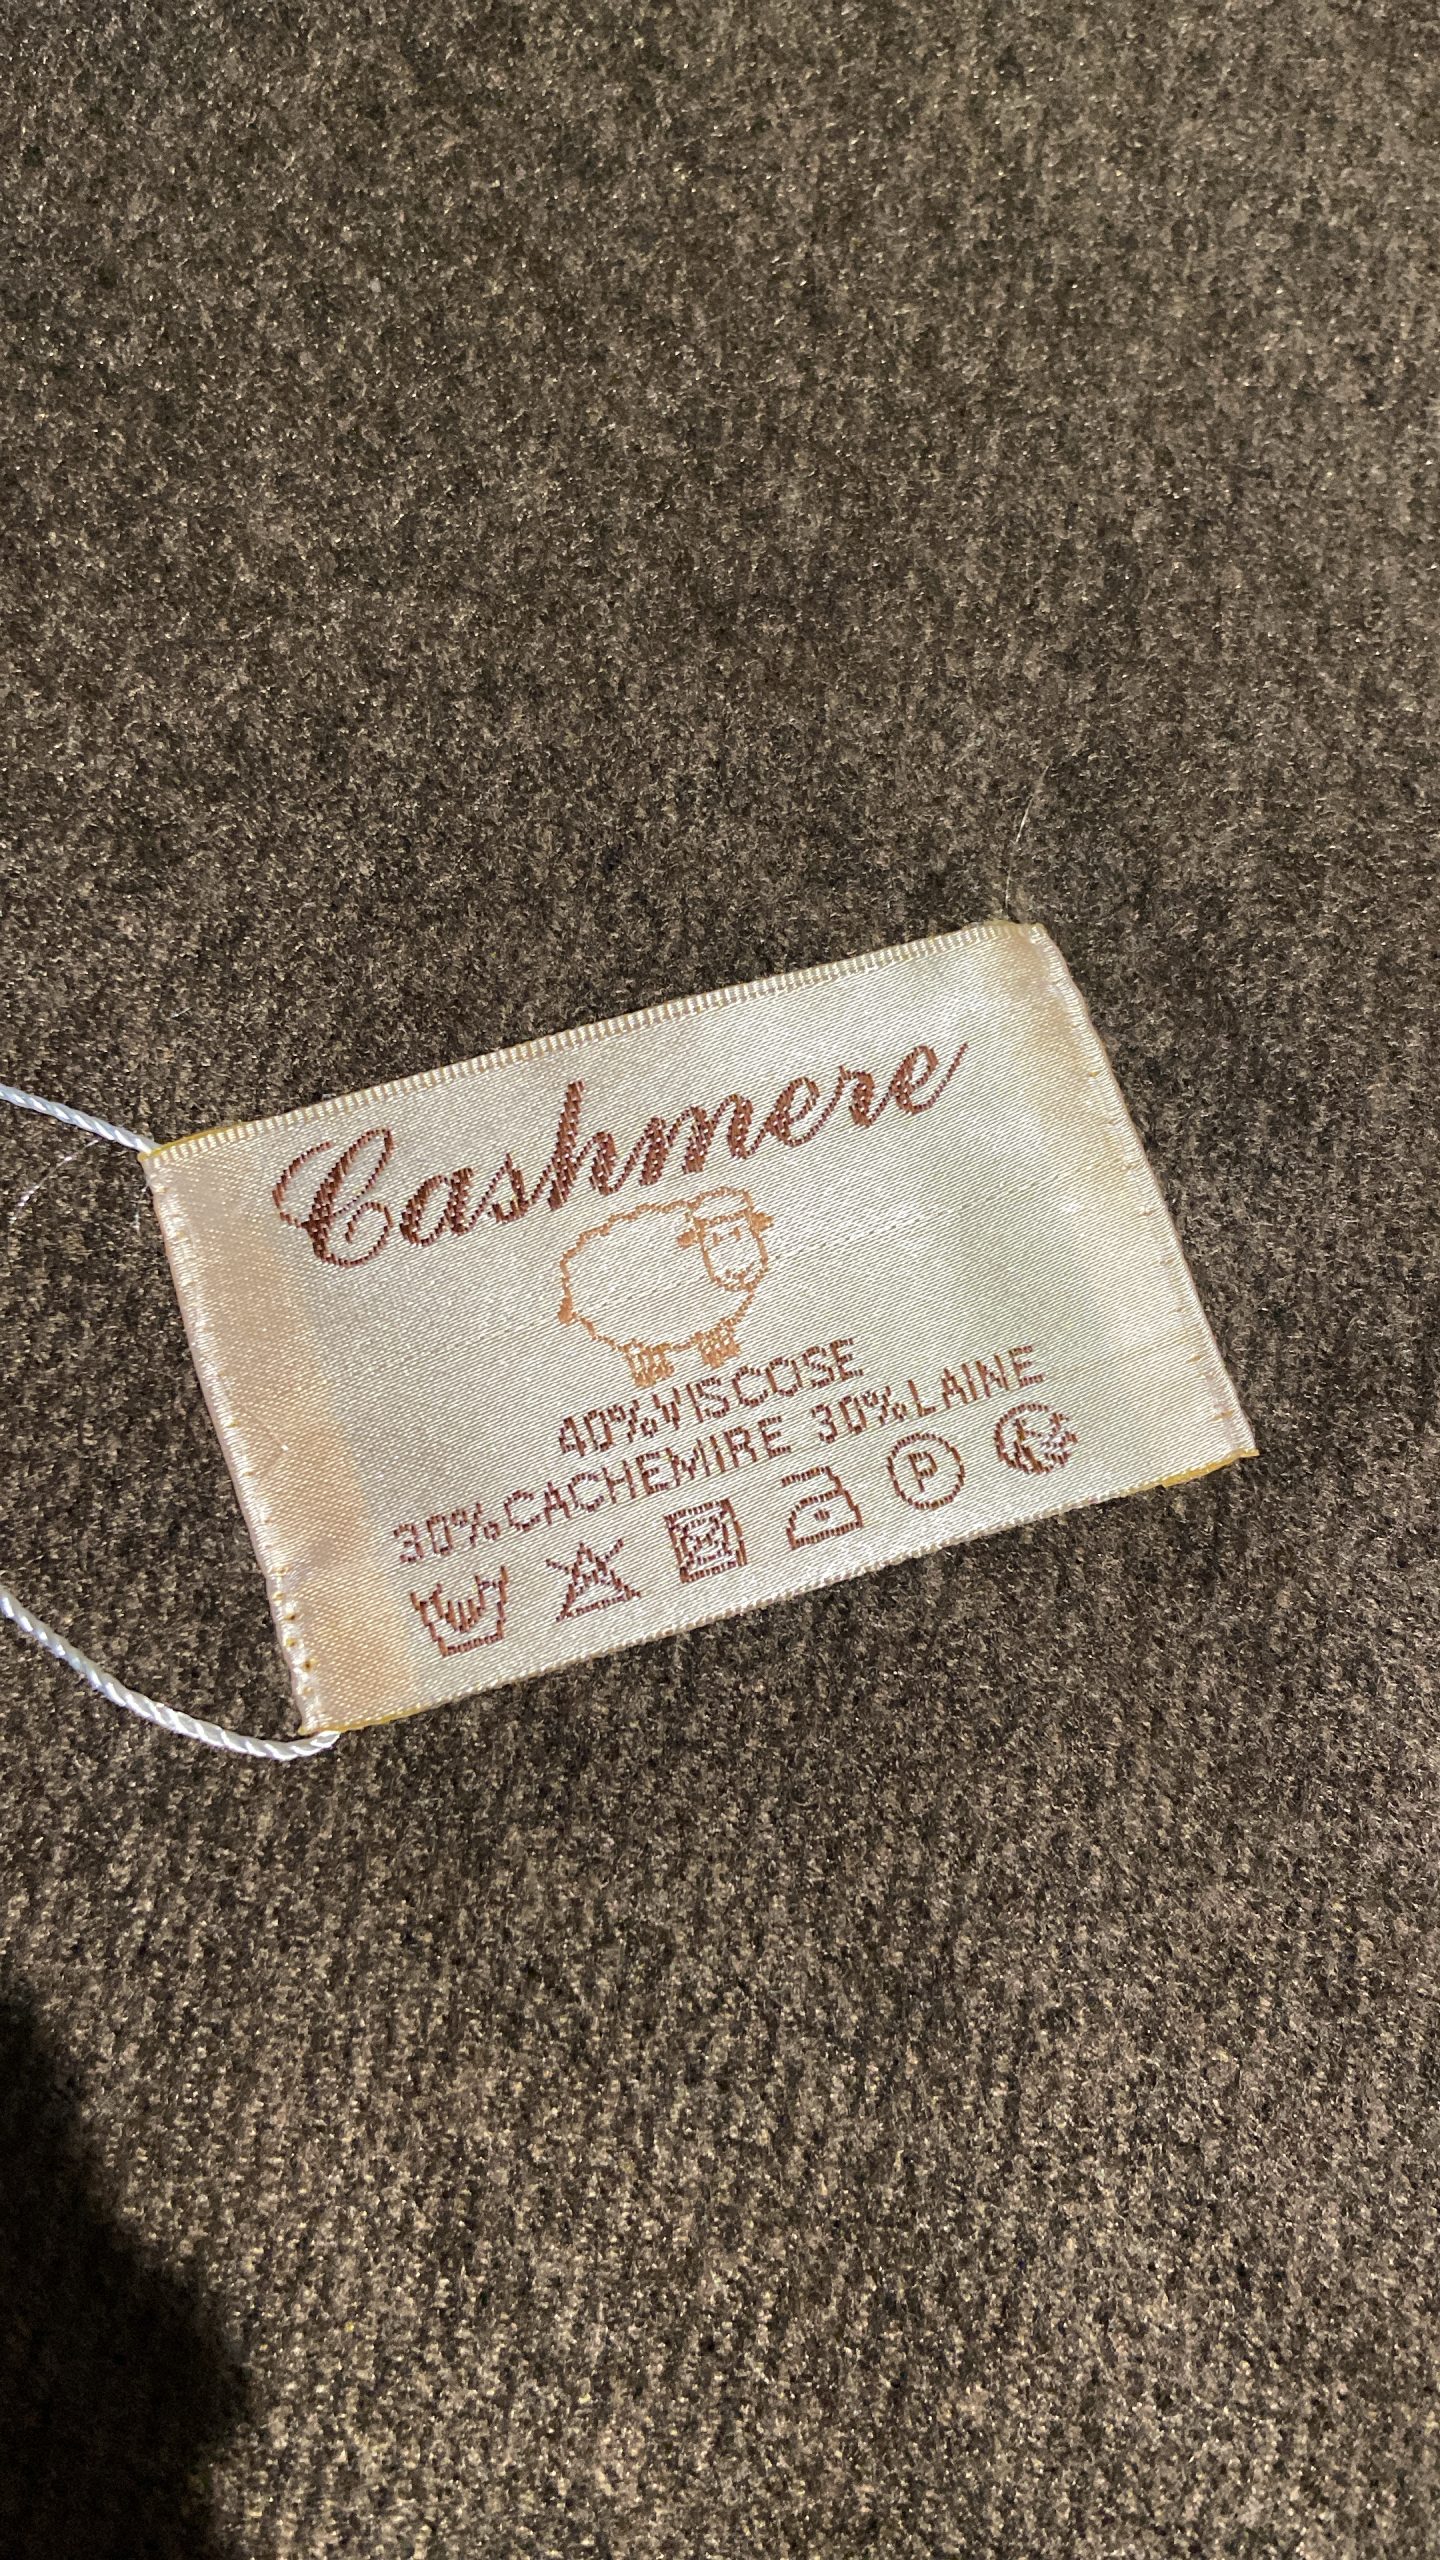 Cashmere
40% VISCOSE
30% CACHEMIRE 30% LAINE
P